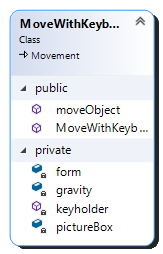 MoveWithKeyb...
Class
Movement
public
moveObject
MoveWithKeyb...
private
form
gravity
keyholder
pictureBox